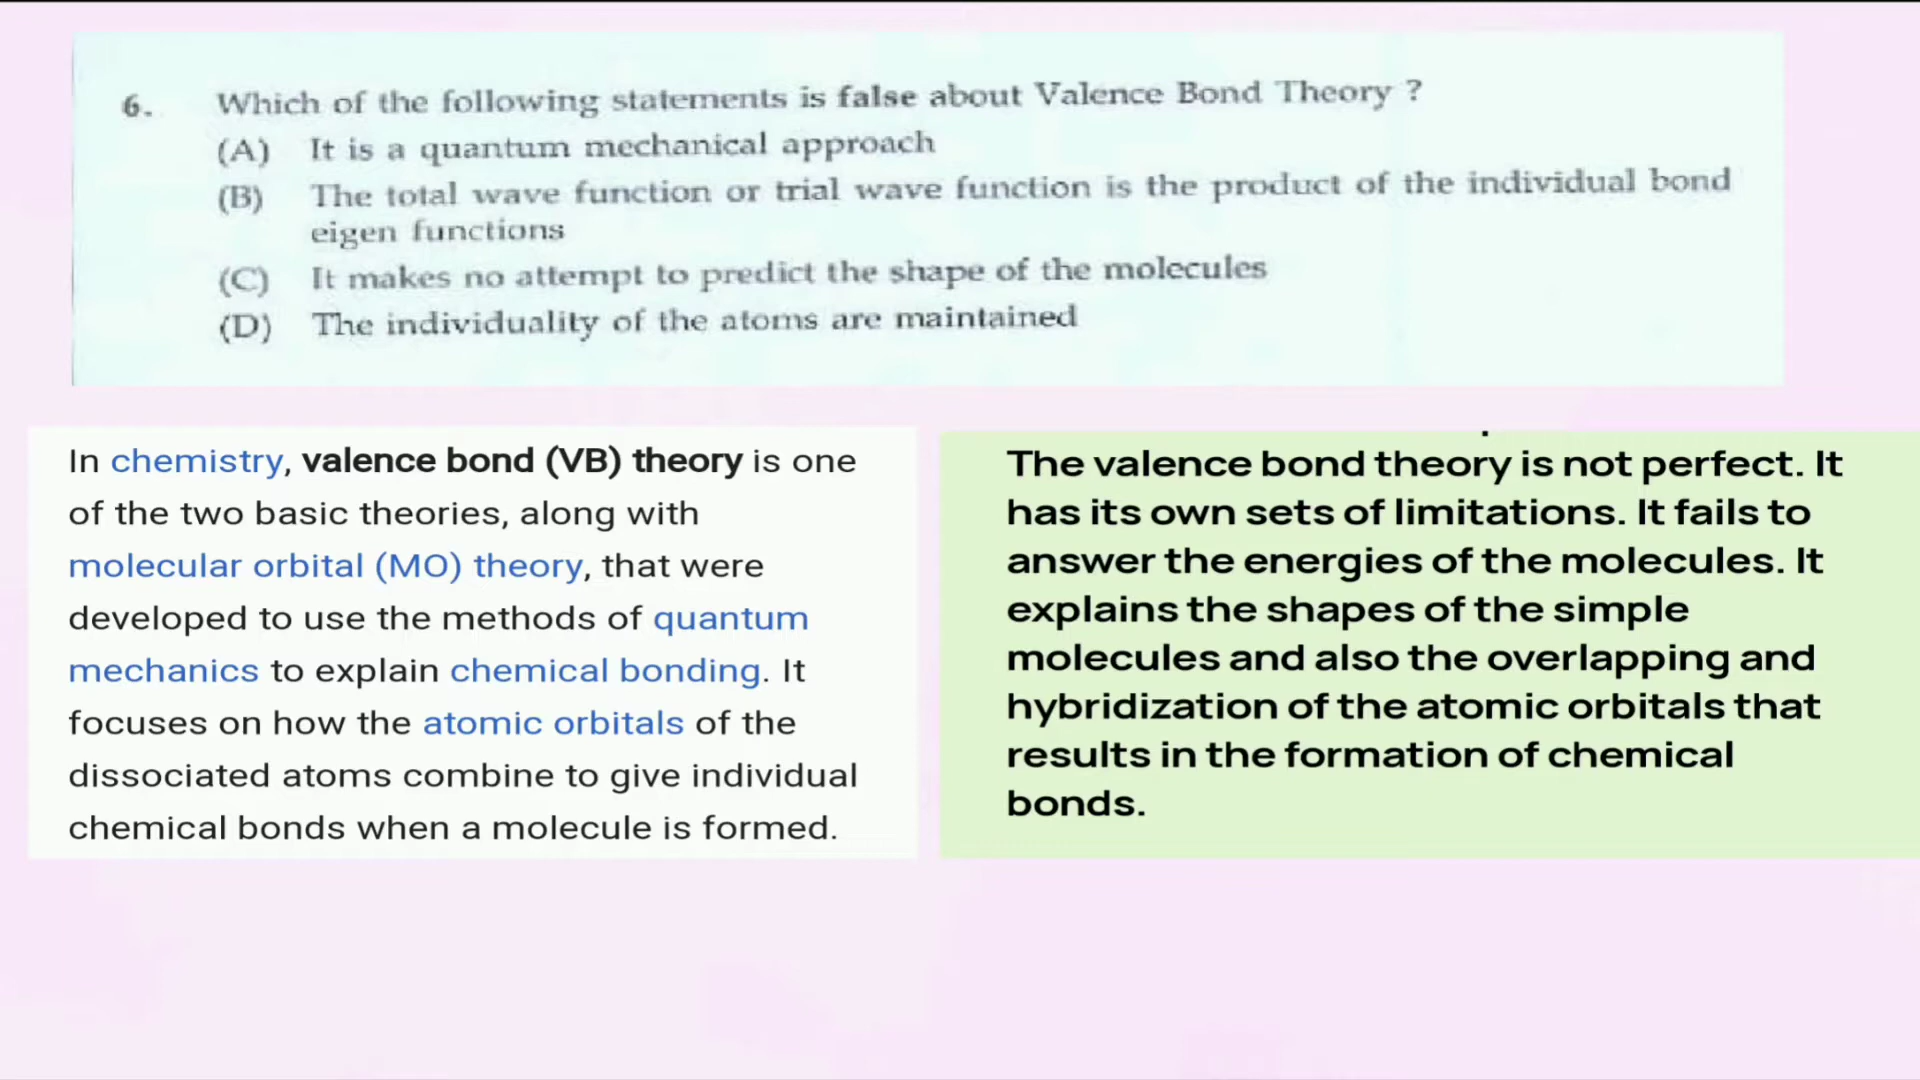 6. Which of the following statements is false about Valence Bond Theory ?
(A) It is a quantum mechanical approach
(B) The total wave function or trial wave function is the product of the individual bond
eigen functions
(C) It makes no attempt to predict the shape of the molecules
(D) The individuality of the atoms are maintained
In chemistry, valence bond (VB) theory is one
of the two basic theories, along with
molecular orbital (MO) theory, that were
developed to use the methods of quantum
mechanics to explain chemical bonding. It
focuses on how the atomic orbitals of the
dissociated atoms combine to give individual
chemical bonds when a molecule is formed.
The valence bond theory is not perfect. It
has its own sets of limitations. It fails to
answer the energies of the molecules. It
explains the shapes of the simple
molecules and also the overlapping and
hybridization of the atomic orbitals that
results in the formation of chemical
bonds.